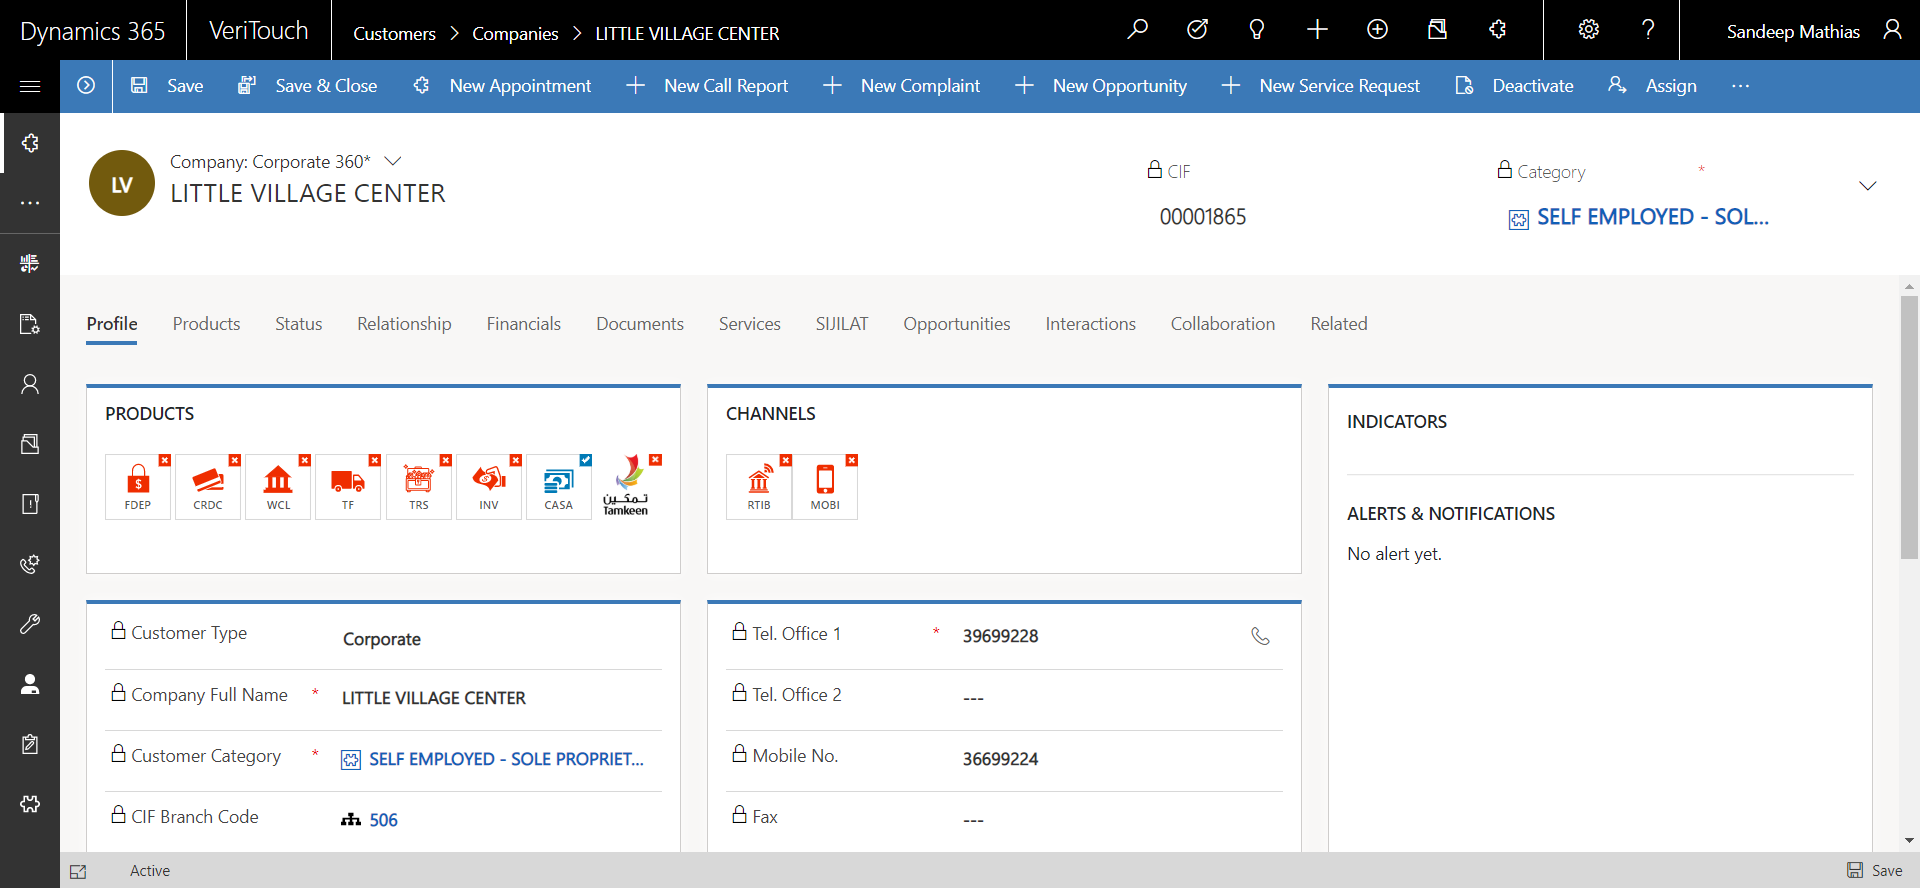 Dynamics 365
VeriTouch
Customers > Companies > LITTLE VILLAGE CENTER
Sandeep Mathias
Save
Save & Close
New Appointment
New Call Report
New Complaint
New Opportunity
New Service Request
Deactivate
Assign
...
LV
Company: Corporate 360*
LITTLE VILLAGE CENTER
CIF
00001865
Category *
SELF EMPLOYED - SOL...
Profile
Products
Status
Relationship
Financials
Documents
Services
SIJILAT
Opportunities
Interactions
Collaboration
Related
PRODUCTS
FDEP
CRDC
WCL
TF
TRS
INV
CASA
تمكين
Tamkeen
CHANNELS
RTIB
MOBI
INDICATORS
ALERTS & NOTIFICATIONS
No alert yet.
Customer Type Corporate
Company Full Name * LITTLE VILLAGE CENTER
Customer Category * SELF EMPLOYED - SOLE PROPRIET...
CIF Branch Code 506
Tel. Office 1 * 39699228
Tel. Office 2 ---
Mobile No. 36699224
Fax ---
Active
Save